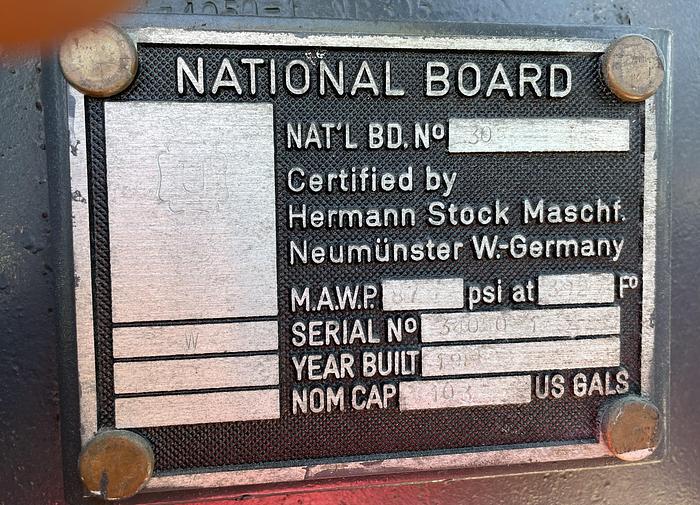 NATIONAL BOARD
NAT'L BD. Nº 30
Certified by
Hermann Stock Maschf.
Neumünster W.-Germany
M.A.W.P. psi at Fº
W SERIAL Nº
YEAR BUILT
NOM CAP US GALS